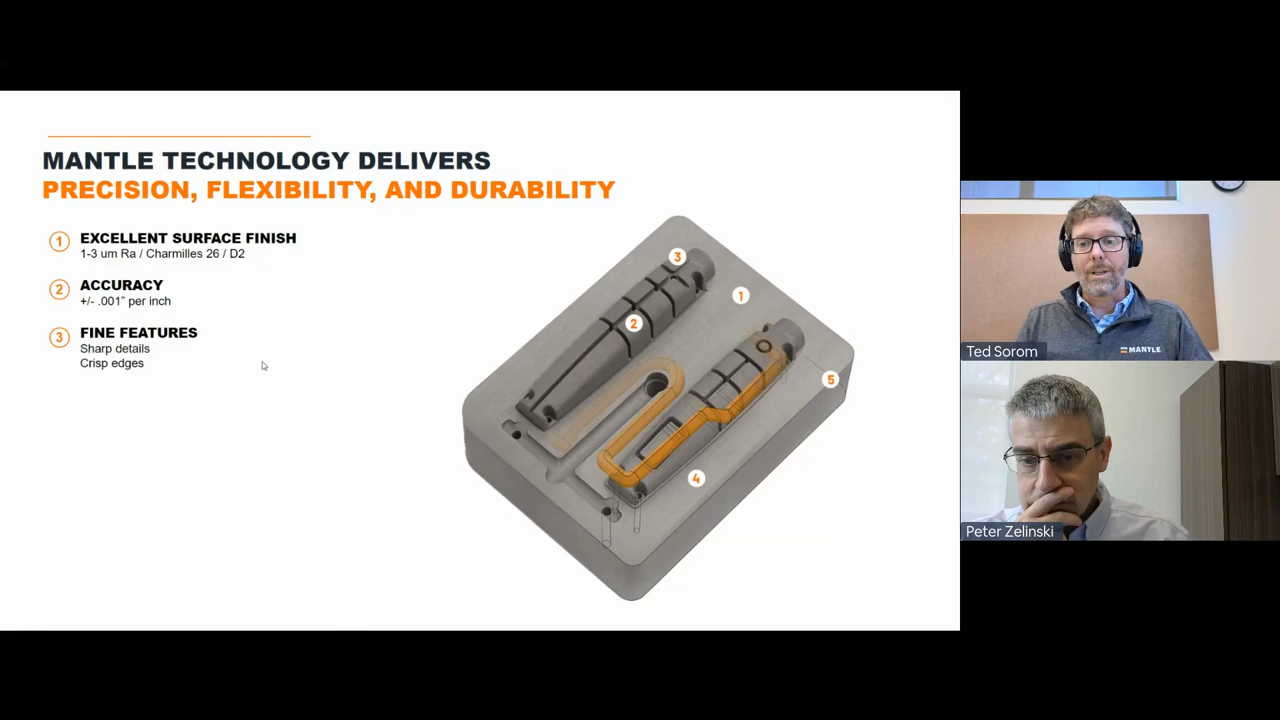 MANTLE TECHNOLOGY DELIVERS
PRECISION, FLEXIBILITY, AND DURABILITY
1 EXCELLENT SURFACE FINISH
1-3 um Ra / Charmilles 26 / D2
2 ACCURACY
+/- .001" per inch
3 FINE FEATURES
Sharp details
Crisp edges
3
1
2
5
4
MANTLE
Ted Sorom
Peter Zelinski